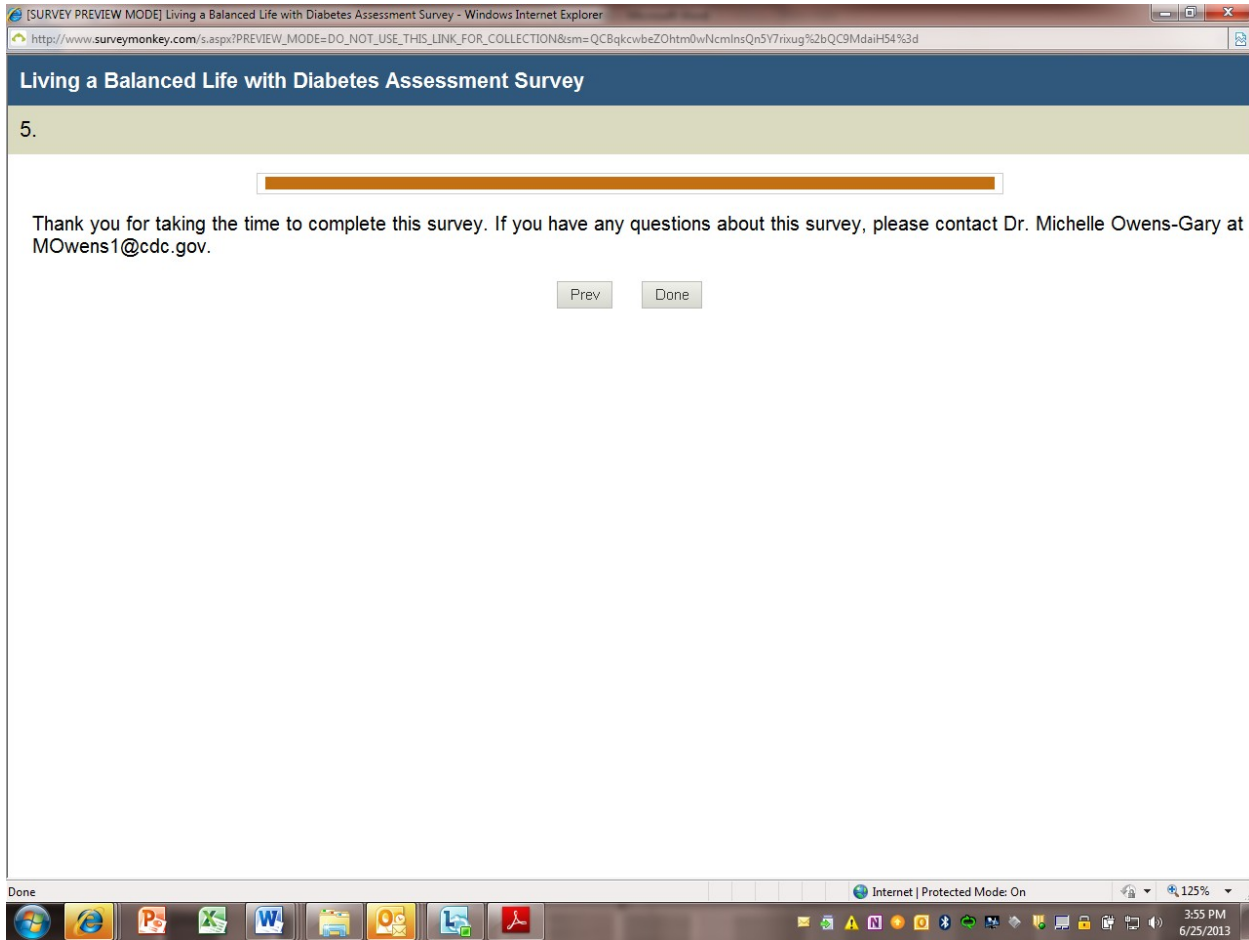 [SURVEY PREVIEW MODE] Living a Balanced Life with Diabetes Assessment Survey - Windows Internet Explorer
http://www.surveymonkey.com/s.aspx?PREVIEW_MODE=DO_NOT_USE_THIS_LINK_FOR_COLLECTION&sm=QCBqkcwbeZOhtm0wNcmlnsQn5Y7rixug%2bQC9MdaiH54%3d
Living a Balanced Life with Diabetes Assessment Survey
5.
Thank you for taking the time to complete this survey. If you have any questions about this survey, please contact Dr. Michelle Owens-Gary at
MOwens1@cdc.gov.
Prev Done
Done Internet | Protected Mode: On 125%
3:55 PM
6/25/2013